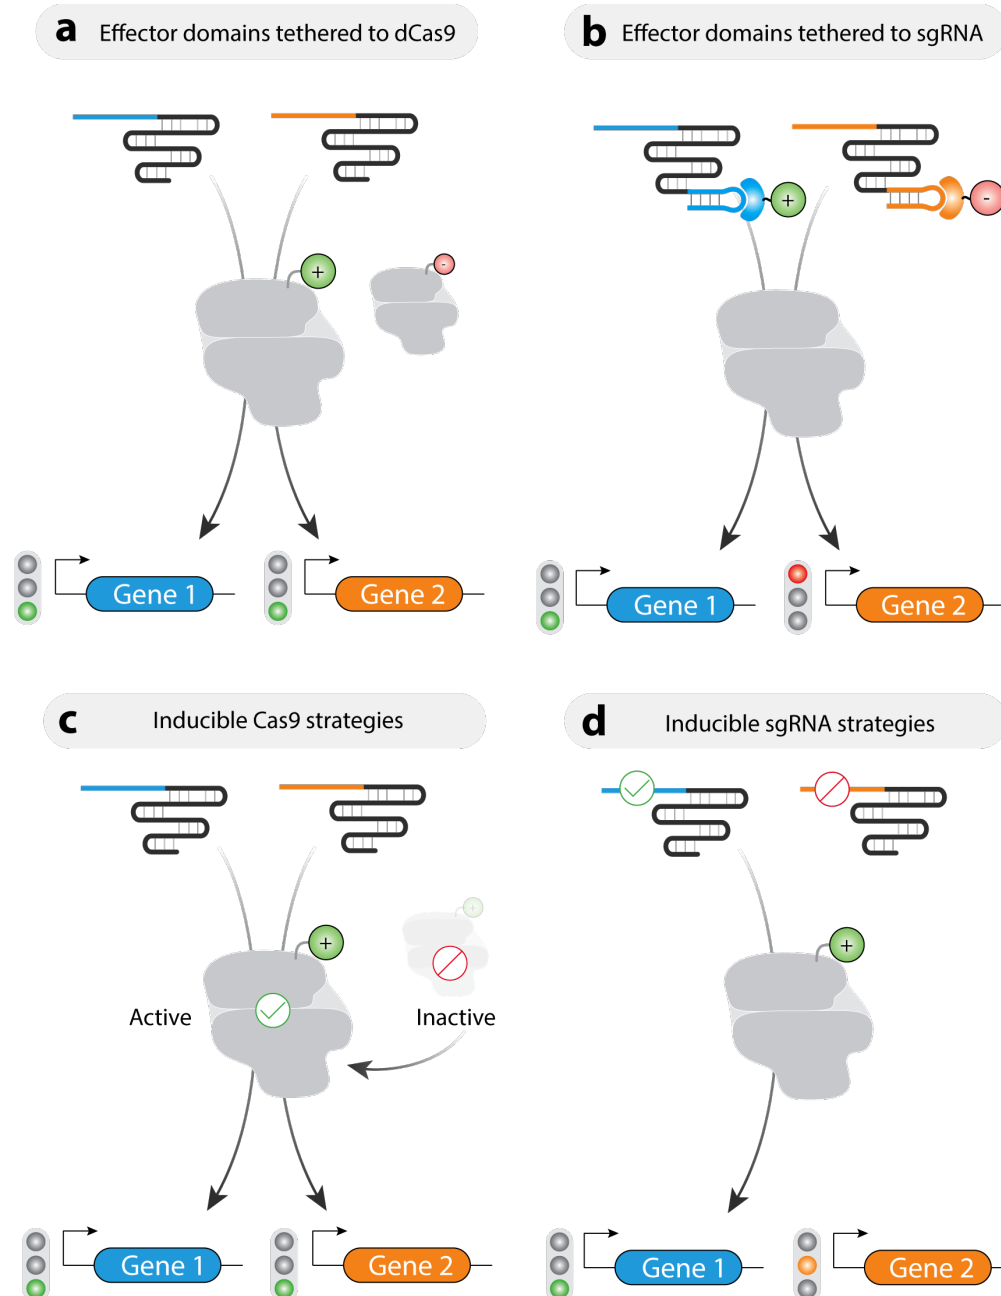 a Effector domains tethered to dCas9
b Effector domains tethered to sgRNA
+
-
+
-
Gene 1
Gene 2
Gene 1
Gene 2
c Inducible Cas9 strategies
d Inducible sgRNA strategies
+
+
+
Active
Inactive
Gene 1
Gene 2
Gene 1
Gene 2